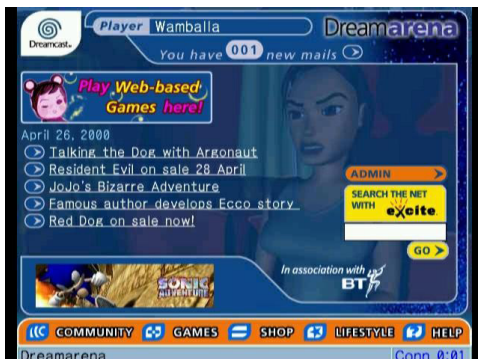 Dreamcast.
Player Wamballa
Dreamarena
You have 001 new mails
Play Web-based
Games here!
April 26, 2000
Talking the Dog with Argonaut
Resident Evil on sale 28 April
JoJo's Bizarre Adventure
Famous author develops Ecco story
Red Dog on sale now!
ADMIN
SEARCH THE NET
WITH excite
GO
SONIC
ADVENTURE
In association with
BT
COMMUNITY GAMES SHOP LIFESTYLE HELP
Dreamarena Conn 0:01